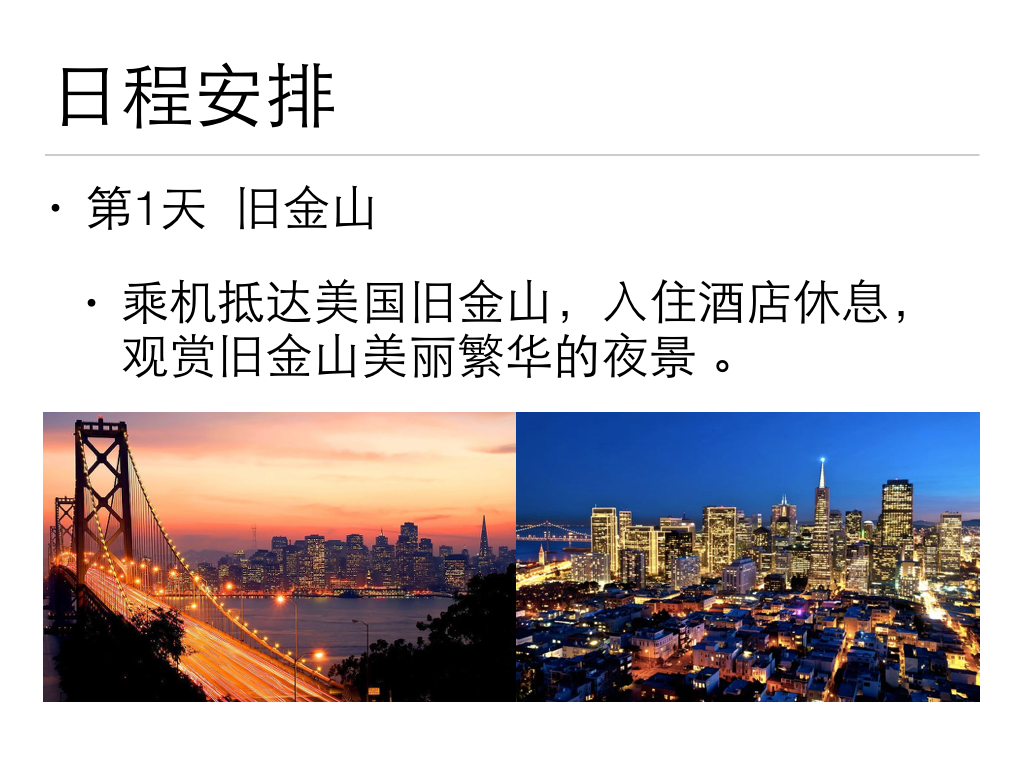 日程安排
• 第1天 旧金山
• 乘机抵达美国旧金山，入住酒店休息，
观赏旧金山美丽繁华的夜景 。